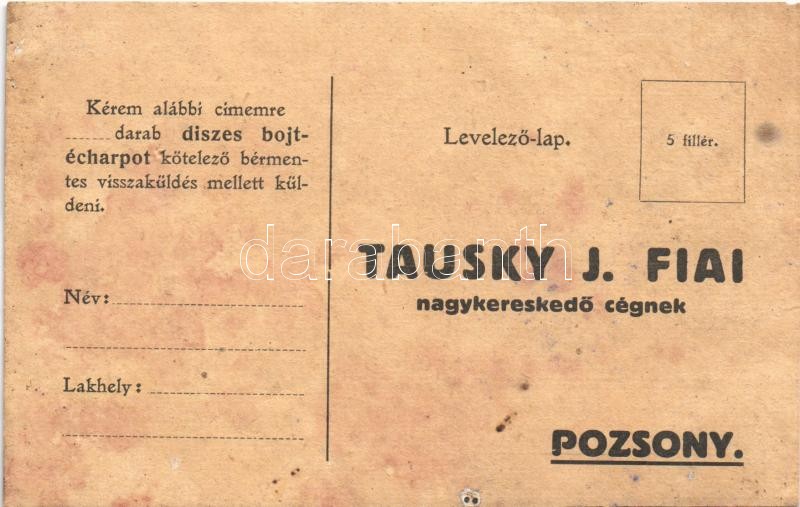 Kérem alábbi cimemre
........ darab diszes bojt-
écharpot kötelező bérmen-
tes visszaküldés mellett kül-
deni.
Név:
Lakhely:
Levelező-lap.
5 fillér.
TAUSKY J. FIAI
nagykereskedő cégnek
POZSONY.
darabanth